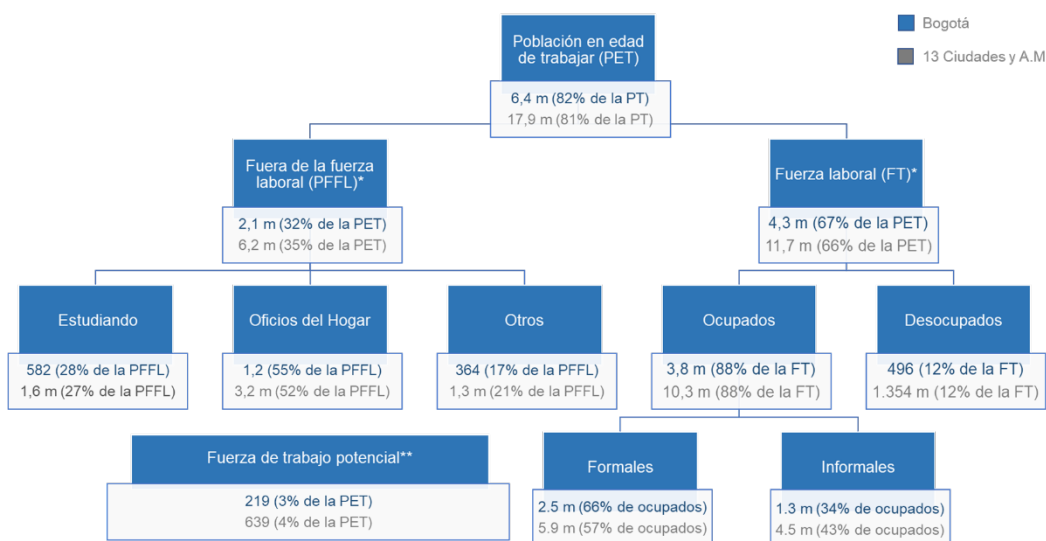 Bogotá
13 Ciudades y A.M
Población en edad
de trabajar (PET)
6,4 m (82% de la PT)
17,9 m (81% de la PT)
Fuera de la fuerza
laboral (PFFL)*
2,1 m (32% de la PET)
6,2 m (35% de la PET)
Fuerza laboral (FT)*
4,3 m (67% de la PET)
11,7 m (66% de la PET)
Estudiando
582 (28% de la PFFL)
1,6 m (27% de la PFFL)
Oficios del Hogar
1,2 (55% de la PFFL)
3,2 m (52% de la PFFL)
Otros
364 (17% de la PFFL)
1,3 m (21% de la PFFL)
Ocupados
3,8 m (88% de la FT)
10,3 m (88% de la FT)
Desocupados
496 (12% de la FT)
1.354 m (12% de la FT)
Fuerza de trabajo potencial**
219 (3% de la PET)
639 (4% de la PET)
Formales
2.5 m (66% de ocupados)
5.9 m (57% de ocupados)
Informales
1.3 m (34% de ocupados)
4.5 m (43% de ocupados)